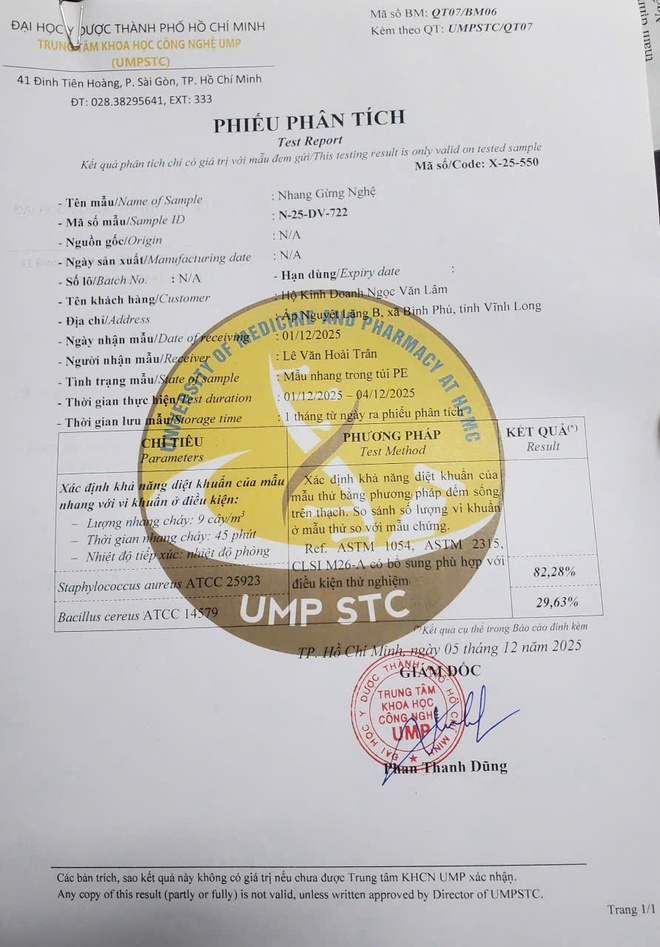 ĐẠI HỌC Y DƯỢC THÀNH PHỐ HỒ CHÍ MINH
TRUNG TÂM KHOA HỌC CÔNG NGHỆ UMP
(UMPSTC)
41 Đinh Tiên Hoàng, P. Sài Gòn, TP. Hồ Chí Minh
ĐT: 028.38295641, EXT: 333
Mã số BM: QT07/BM06
Kèm theo QT: UMPSTC/QT07
PHIẾU PHÂN TÍCH
Test Report
Kết quả phân tích chỉ có giá trị với mẫu đem gửi/This testing result is only valid on tested sample
Mã số/Code: X-25-550
- Tên mẫu/Name of Sample : Nhang Gừng Nghệ
- Mã số mẫu/Sample ID : N-25-DV-722
- Nguồn gốc/Origin : N/A
- Ngày sản xuất/Manufacturing date : N/A
- Số lô/Batch No. : N/A - Hạn dùng/Expiry date :
- Tên khách hàng/Customer : Hộ Kinh Doanh Ngọc Văn Lâm
- Địa chỉ/Address : Ấp Nguyệt Lãng B, xã Bình Phú, tỉnh Vĩnh Long
- Ngày nhận mẫu/Date of receiving : 01/12/2025
- Người nhận mẫu/Receiver : Lê Văn Hoài Trân
- Tình trạng mẫu/State of sample : Mẫu nhang trong túi PE
- Thời gian thực hiện/Test duration : 01/12/2025 – 04/12/2025
- Thời gian lưu mẫu/Storage time : 1 tháng từ ngày ra phiếu phân tích
UNIVERSITY OF MEDICINE AND PHARMACY AT HCMC
UMP STC
CHỈ TIÊU
Parameters
PHƯƠNG PHÁP
Test Method
KẾT QUẢ(*)
Result
Xác định khả năng diệt khuẩn của mẫu
nhang với vi khuẩn ở điều kiện:
– Lượng nhang cháy: 9 cây/m³
– Thời gian nhang cháy: 45 phút
– Nhiệt độ tiếp xúc: nhiệt độ phòng
Xác định khả năng diệt khuẩn của
mẫu thử bằng phương pháp đếm sống
trên thạch. So sánh số lượng vi khuẩn
ở mẫu thử so với mẫu chứng.
Ref. ASTM 1054, ASTM 2315,
CLSI M26-A có bổ sung phù hợp với
điều kiện thử nghiệm
Staphylococcus aureus ATCC 25923
82,28%
Bacillus cereus ATCC 14579
29,63%
(*)Kết quả cụ thể trong Báo cáo đính kèm
TP. Hồ Chí Minh, ngày 05 tháng 12 năm 2025
GIÁM ĐỐC
ĐẠI HỌC Y DƯỢC THÀNH PHỐ HỒ CHÍ MINH
TRUNG TÂM
KHOA HỌC
CÔNG NGHỆ
UMP
Phan Thanh Dũng
Các bản trích, sao kết quả này không có giá trị nếu chưa được Trung tâm KHCN UMP xác nhận.
Any copy of this result (partly or fully) is not valid, unless written approved by Director of UMPSTC.
Trang 1/1